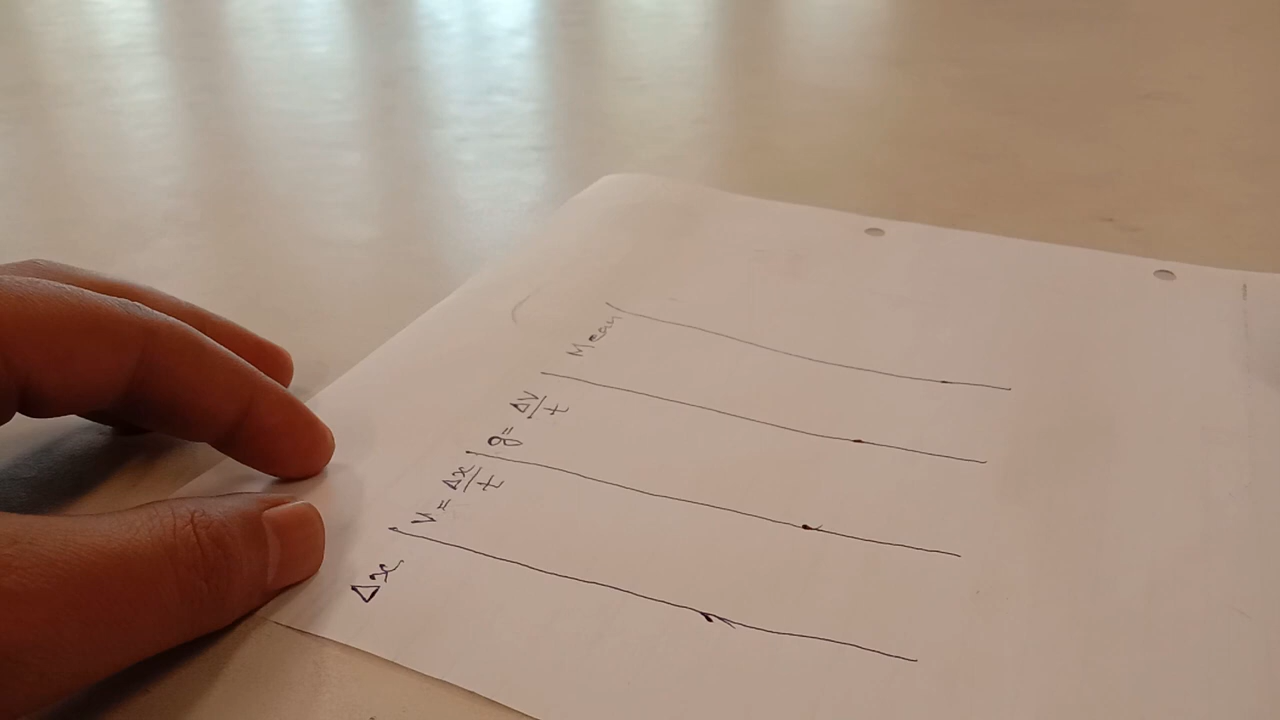 Δx
V = Δx/t
g = ΔV/t
Mean